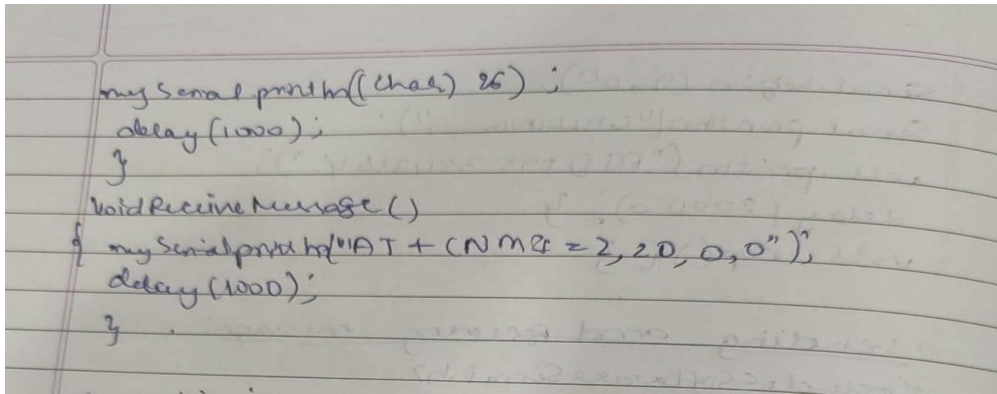 mySerial.println((char) 26);
delay(1000);
}
void ReceiveMessage()
{ mySerial.println("AT + CNMI = 2, 2, 0, 0, 0");
delay(1000);
}